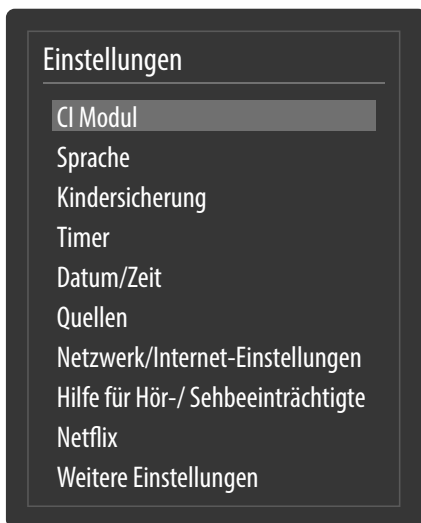 Einstellungen
CI Modul
Sprache
Kindersicherung
Timer
Datum/Zeit
Quellen
Netzwerk/Internet-Einstellungen
Hilfe für Hör-/ Sehbeeinträchtigte
Netflix
Weitere Einstellungen